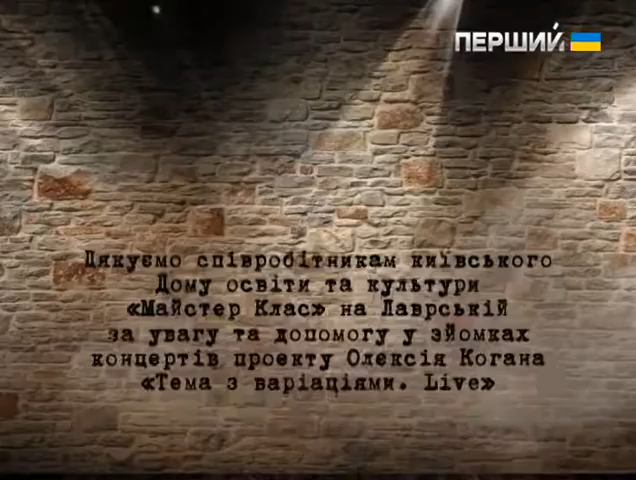 ПЕРШИЙ
Дякуємо співробітникам київського
Дому освіти та культури
«Майстер Клас» на Лаврській
за увагу та допомогу у зйомках
концертів проекту Олексія Когана
«Тема з варіаціями. Live»